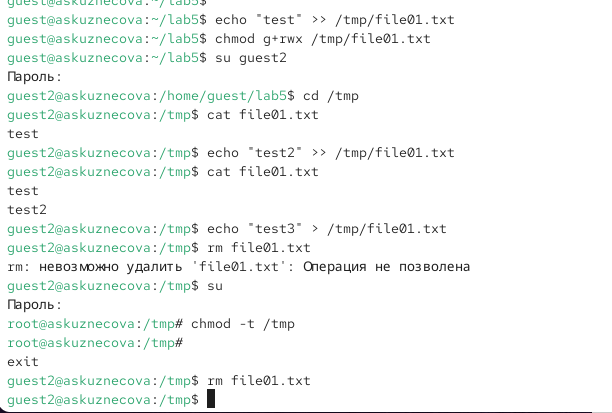 guest@askuznecova:~/lab5$
guest@askuznecova:~/lab5$ echo "test" >> /tmp/file01.txt
guest@askuznecova:~/lab5$ chmod g+rwx /tmp/file01.txt
guest@askuznecova:~/lab5$ su guest2
Пароль:
guest2@askuznecova:/home/guest/lab5$ cd /tmp
guest2@askuznecova:/tmp$ cat file01.txt
test
guest2@askuznecova:/tmp$ echo "test2" >> /tmp/file01.txt
guest2@askuznecova:/tmp$ cat file01.txt
test
test2
guest2@askuznecova:/tmp$ echo "test3" > /tmp/file01.txt
guest2@askuznecova:/tmp$ rm file01.txt
rm: невозможно удалить 'file01.txt': Операция не позволена
guest2@askuznecova:/tmp$ su
Пароль:
root@askuznecova:/tmp# chmod -t /tmp
root@askuznecova:/tmp#
exit
guest2@askuznecova:/tmp$ rm file01.txt
guest2@askuznecova:/tmp$